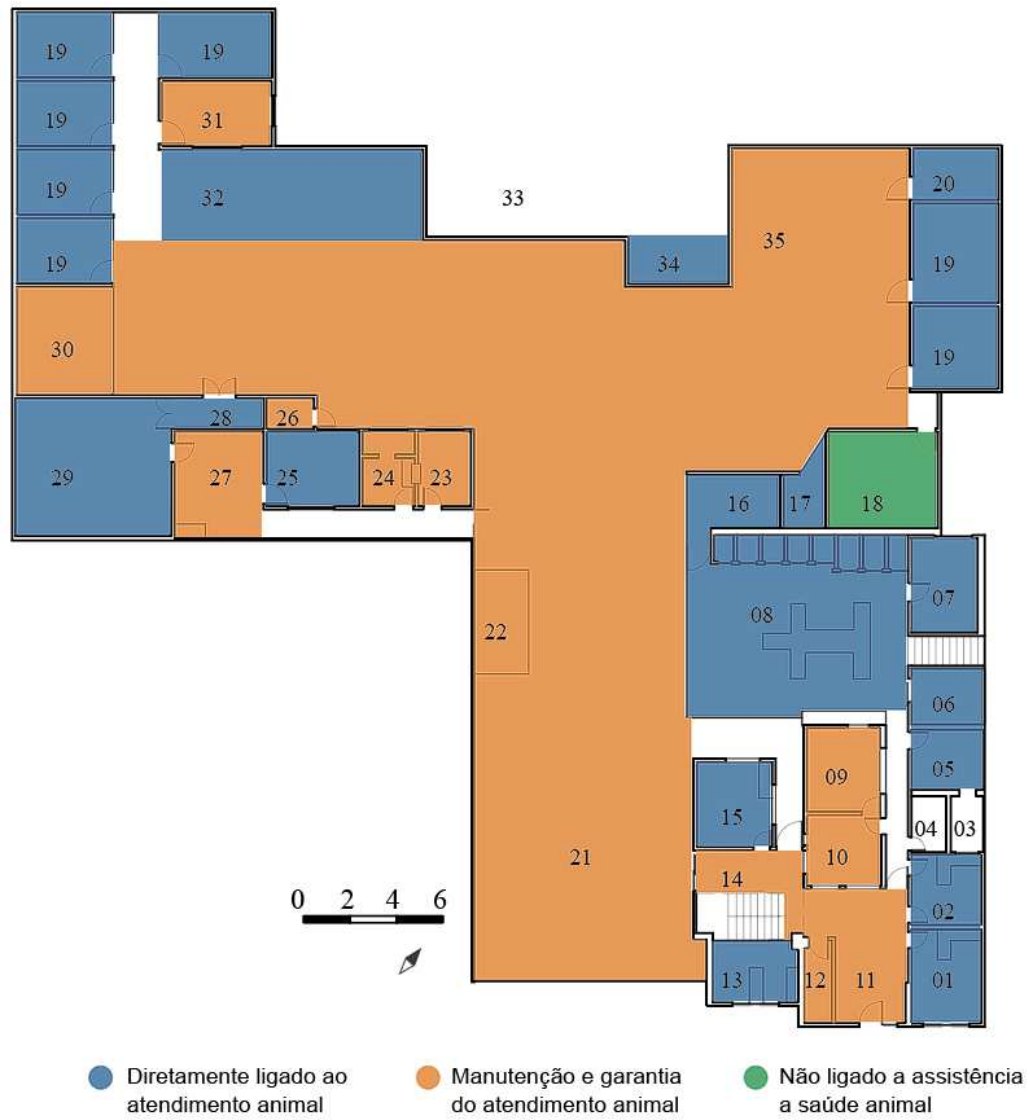 19 19
19 31
19 32 33 20
35
19 34 19
30 19
28 26
29 27 25 24 23 16 17 18
22 08 07
06
09 05
15 04 03
21 14 10
0 2 4 6 02
13 12 11 01
Diretamente ligado ao
atendimento animal
Manutenção e garantia
do atendimento animal
Não ligado a assistência
a saúde animal